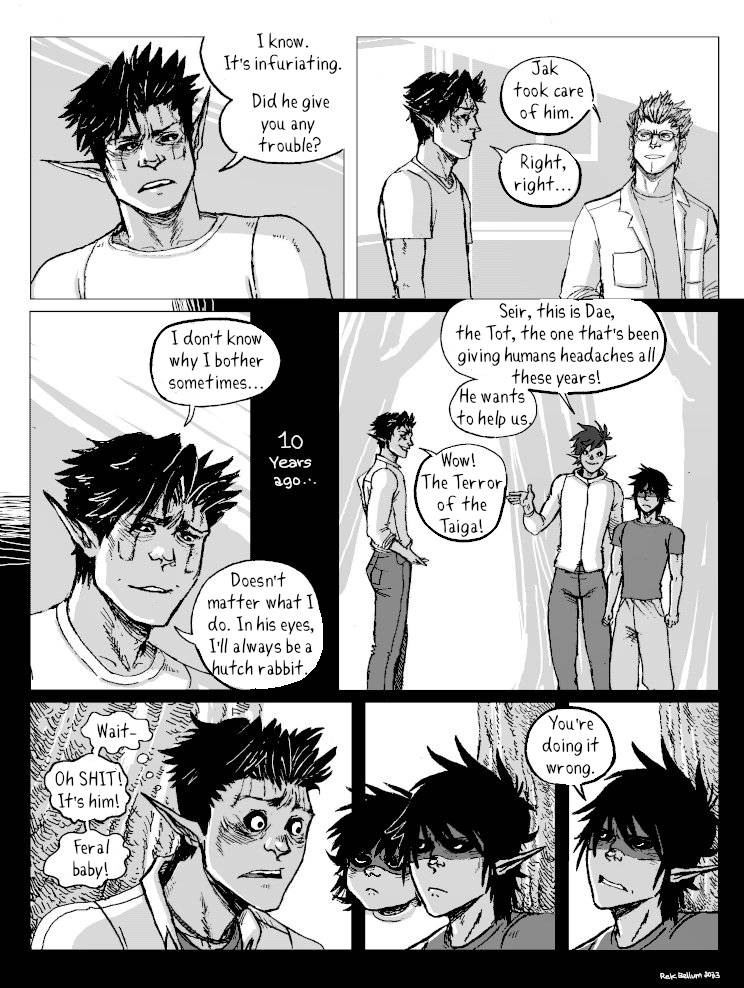 I know.
It's infuriating.
Did he give
you any
trouble?
Jak
took care
of him.
Right,
right...
I don't know
why I bother
sometimes...
Doesn't
matter what I
do. In his eyes,
I'll always be a
hutch rabbit.
10
Years
ago...
Seir, this is Dae,
the Tot, the one that's been
giving humans headaches all
these years!
He wants
to help us.
Wow!
The Terror
of the
Taiga!
Wait-
Oh SHIT!
It's him!
Feral
baby!
You're
doing it
wrong.
Rek Bellum 2023